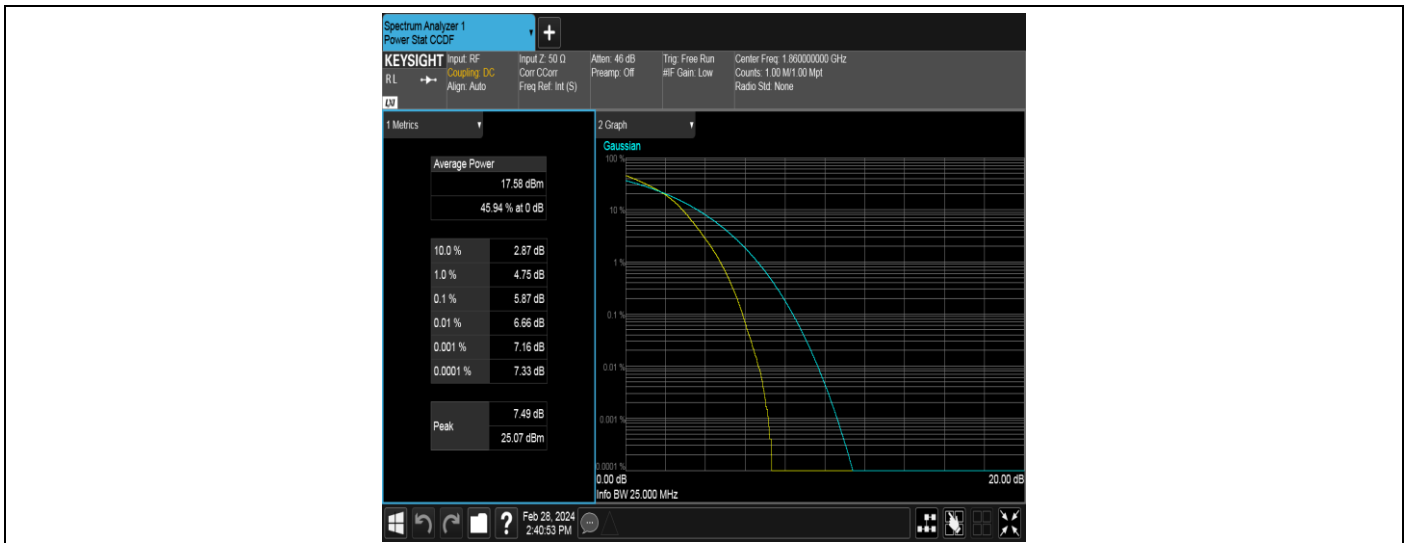 Spectrum Analyzer 1
Power Stat CCDF
+
KEYSIGHT
RL
LXI
Input: RF
Coupling: DC
Align: Auto
Input Z: 50 Ω
Corr CCorr
Freq Ref: Int (S)
Atten: 46 dB
Preamp: Off
Trig: Free Run
#IF Gain: Low
Center Freq: 1.860000000 GHz
Counts: 1.00 M/1.00 Mpt
Radio Std: None
1 Metrics
Average Power
17.58 dBm
45.94 % at 0 dB
10.0 % 2.87 dB
1.0 % 4.75 dB
0.1 % 5.87 dB
0.01 % 6.66 dB
0.001 % 7.16 dB
0.0001 % 7.33 dB
Peak
7.49 dB
25.07 dBm
2 Graph
Gaussian
100 %
10 %
1 %
0.1 %
0.01 %
0.001 %
0.0001 %
0.00 dB 20.00 dB
Info BW 25.000 MHz
?
Feb 28, 2024
2:40:53 PM